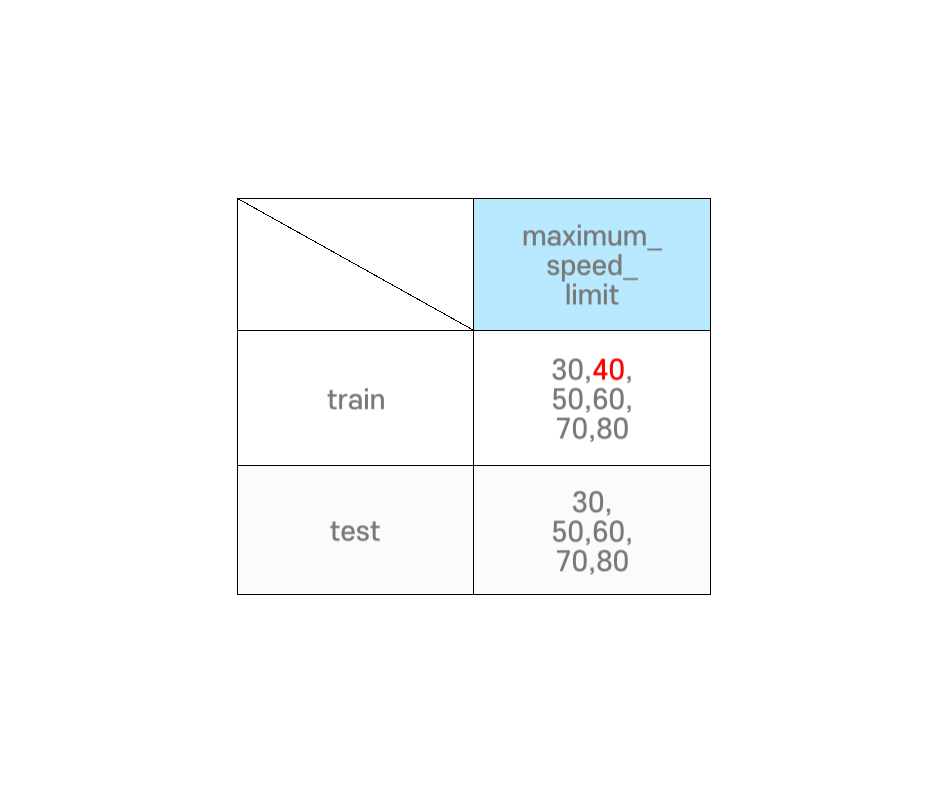 maximum_
speed_
limit
train
30,40,
50,60,
70,80
test
30,
50,60,
70,80